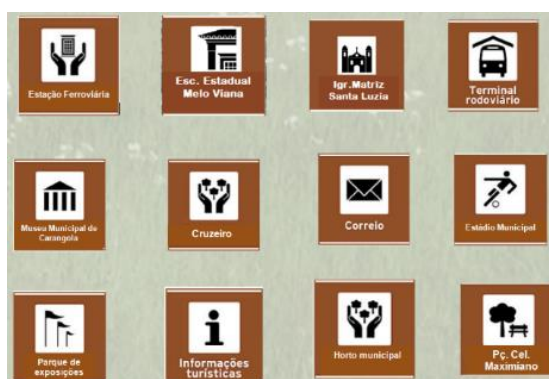 Estação Ferroviária
Esc. Estadual
Melo Viana
Igr.Matriz
Santa Luzia
Terminal
rodoviário
Museu Municipal de
Carangola
Cruzeiro
Correio
Estádio Municipal
Parque de
exposições
Informações
turísticas
Horto municipal
Pç. Cel.
Maximiano